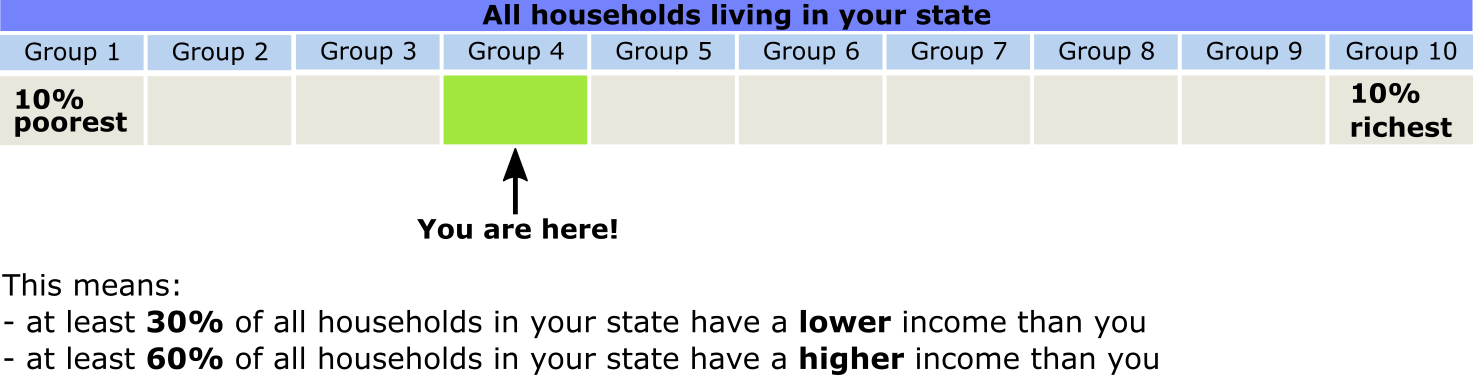 All households living in your state
Group 1 Group 2 Group 3 Group 4 Group 5 Group 6 Group 7 Group 8 Group 9 Group 10
10%
poorest
10%
richest
You are here!
This means:
- at least 30% of all households in your state have a lower income than you
- at least 60% of all households in your state have a higher income than you